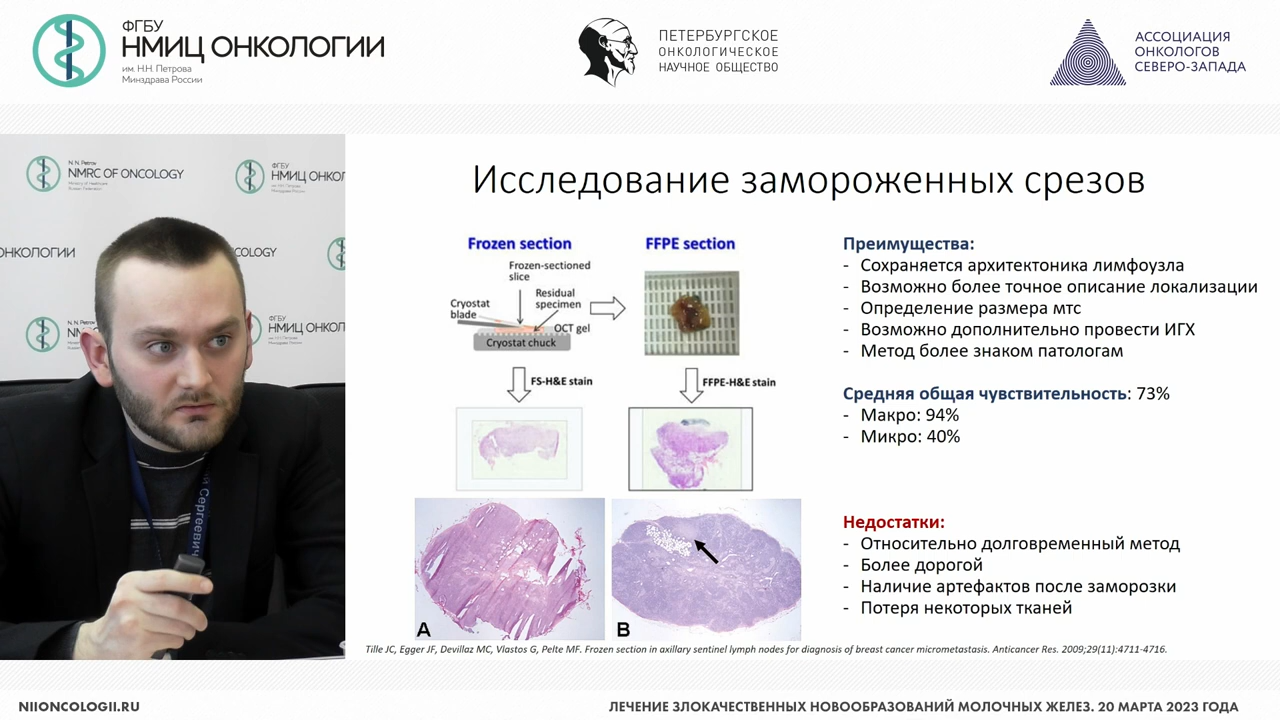 ФГБУ
НМИЦ ОНКОЛОГИИ
им. Н.Н. Петрова
Минздрава России
ПЕТЕРБУРГСКОЕ
ОНКОЛОГИЧЕСКОЕ
НАУЧНОЕ ОБЩЕСТВО
АССОЦИАЦИЯ
ОНКОЛОГОВ
СЕВЕРО-ЗАПАДА
N. N. Petrov
NMRC OF ONCOLOGY
ФГБУ
НМИЦ ОНКОЛ
ОНКОЛОГИИ
COLOGY
НМИЦ ОНКОЛ
Сергеевич
Исследование замороженных срезов
Frozen section
FFPE section
Frozen-sectioned
slice
Residual
specimen
Cryostat
blade
OCT gel
Cryostat chuck
FS-H&E stain
FFPE-H&E stain
A
B
Преимущества:
- Сохраняется архитектоника лимфоузла
- Возможно более точное описание локализации
- Определение размера мтс
- Возможно дополнительно провести ИГХ
- Метод более знаком патологам
Средняя общая чувствительность: 73%
- Макро: 94%
- Микро: 40%
Недостатки:
- Относительно долговременный метод
- Более дорогой
- Наличие артефактов после заморозки
- Потеря некоторых тканей
Tille JC, Egger JF, Devillaz MC, Vlastos G, Pelte MF. Frozen section in axillary sentinel lymph nodes for diagnosis of breast cancer micrometastasis. Anticancer Res. 2009;29(11):4711-4716.
NIIONCOLOGII.RU
ЛЕЧЕНИЕ ЗЛОКАЧЕСТВЕННЫХ НОВООБРАЗОВАНИЙ МОЛОЧНЫХ ЖЕЛЕЗ. 20 МАРТА 2023 ГОДА